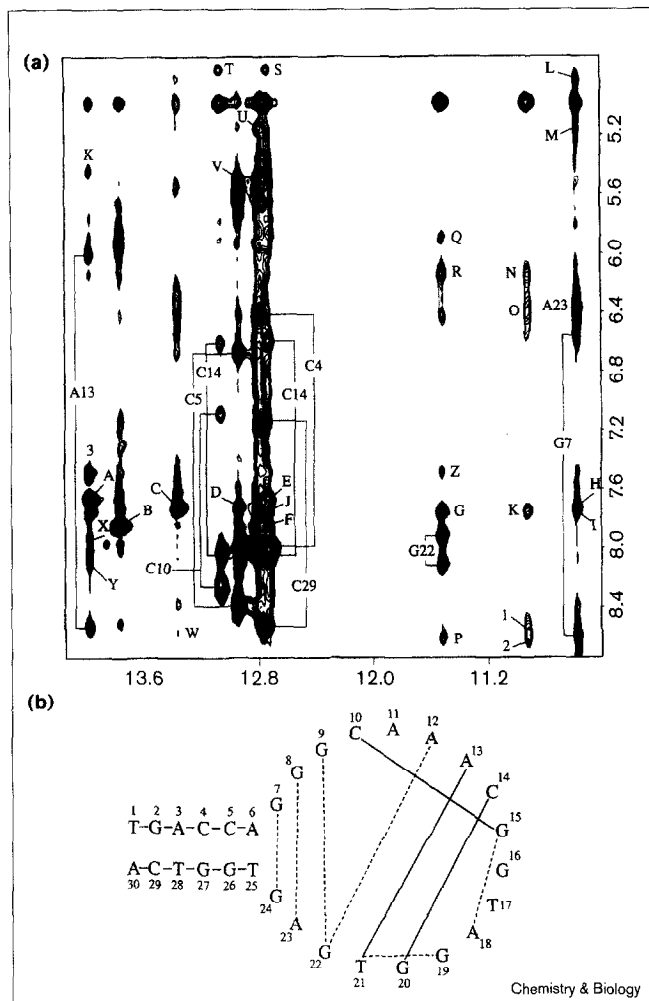 (a)
T
S
L
U
K
M
V
Q
R
N
O
A23
C14
C4
C5
C14
A13
G7
3
A
C
D
E
J
F
Z
G
K
H
I
X
B
Y
C10
G22
C29
W
1
2
P
5.2
5.6
6.0
6.4
6.8
7.2
7.6
8.0
8.4
13.6 12.8 12.0 11.2
(b)
10 11 12
C A A
9 13
G A
8 14
G C
7 15
G G
1 2 3 4 5 6
T-G-A-C-C-A
16
G
A-C-T-G-G-T
30 29 28 27 26 25
T 17
G
24
A
23
A 18
G
22
T
21
G
20
G
19
Chemistry & Biology